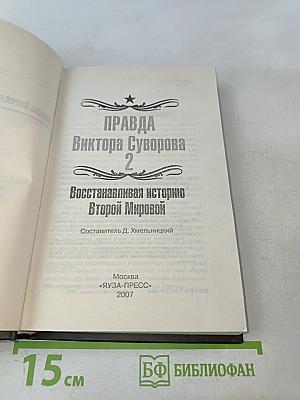 ПРАВДА
Виктора Суворова
2
Восстанавливая историю
Второй Мировой
Составитель Д. Хмельницкий
Москва
«ЯУЗА-ПРЕСС»
2007
15 см
БФ БИБЛИОФАН